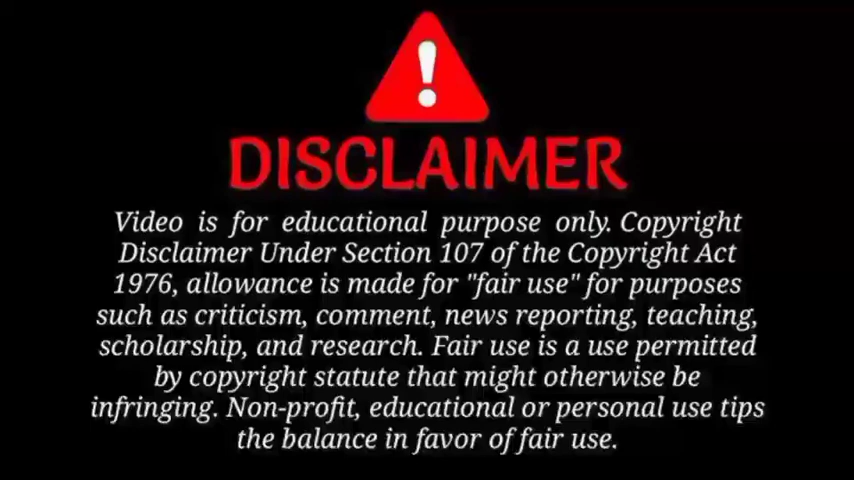 DISCLAIMER
Video is for educational purpose only. Copyright
Disclaimer Under Section 107 of the Copyright Act
1976, allowance is made for "fair use" for purposes
such as criticism, comment, news reporting, teaching,
scholarship, and research. Fair use is a use permitted
by copyright statute that might otherwise be
infringing. Non-profit, educational or personal use tips
the balance in favor of fair use.